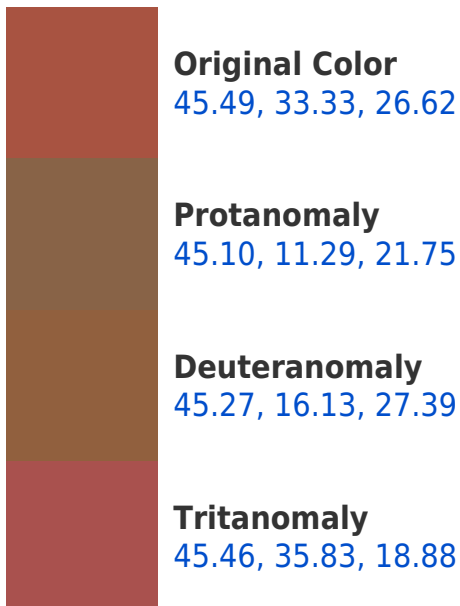 Original Color
45.49, 33.33, 26.62
Protanomaly
45.10, 11.29, 21.75
Deuteranomaly
45.27, 16.13, 27.39
Tritanomaly
45.46, 35.83, 18.88